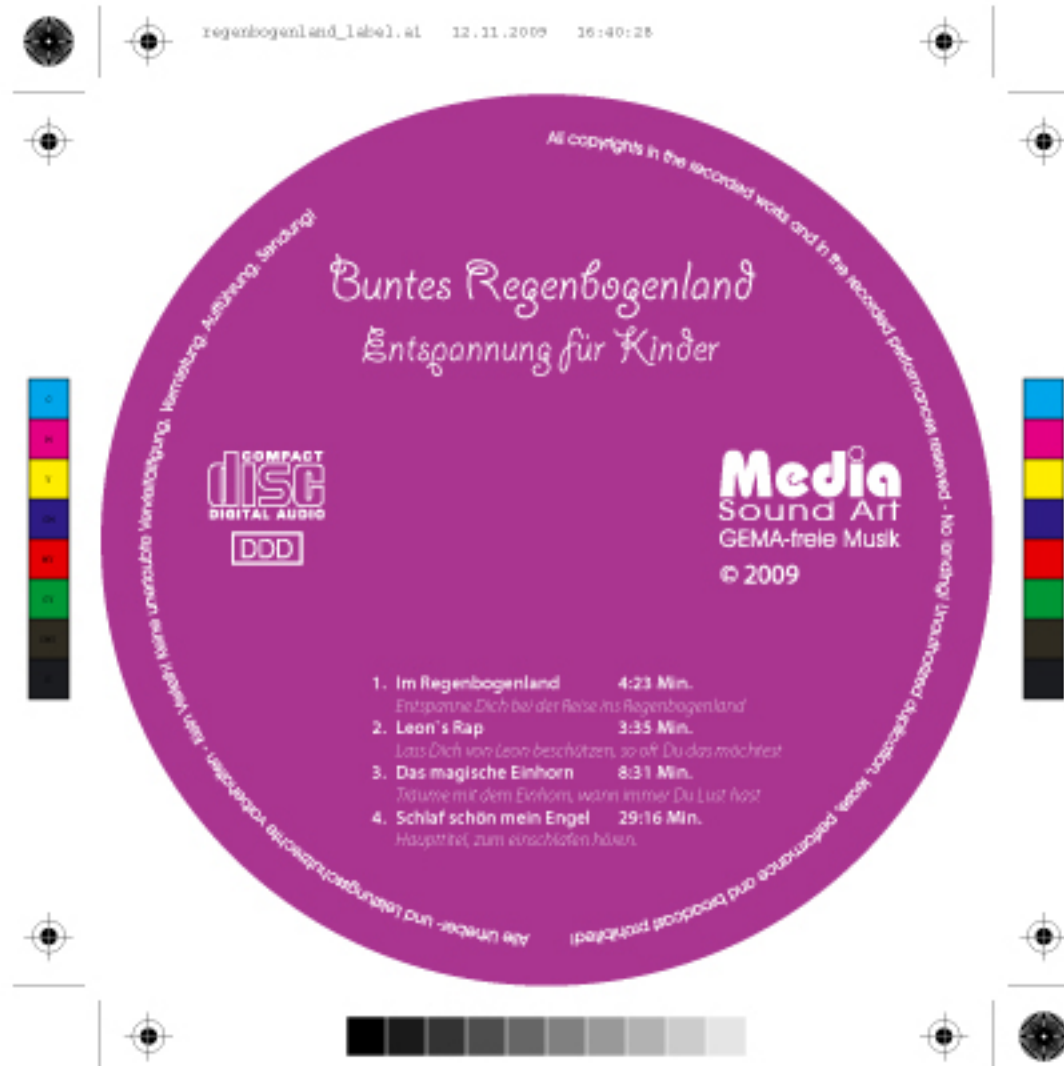 regenbogenland_label.ai 12.11.2009 16:40:28
All copyrights in the recorded works and in the recorded performances reserved - No lending! Unauthorized duplication, lease, performance and broadcast prohibited!
Alle Urheber- und Leistungsschutzrechte vorbehalten - Kein Verleih! Keine unerlaubte Vervielfältigung, Vermietung, Aufführung, Sendung!
Buntes Regenbogenland
Entspannung für Kinder
COMPACT
disc
DIGITAL AUDIO
DDD
Media
Sound Art
GEMA-freie Musik
© 2009
1. Im Regenbogenland 4:23 Min.
Entspanne Dich bei der Reise ins Regenbogenland
2. Leon`s Rap 3:35 Min.
Lass Dich von Leon beschützen, so oft Du das möchtest
3. Das magische Einhorn 8:31 Min.
Träume mit dem Einhorn, wann immer Du Lust hast
4. Schlaf schön mein Engel 29:16 Min.
Haupttitel, zum einschlafen hören.